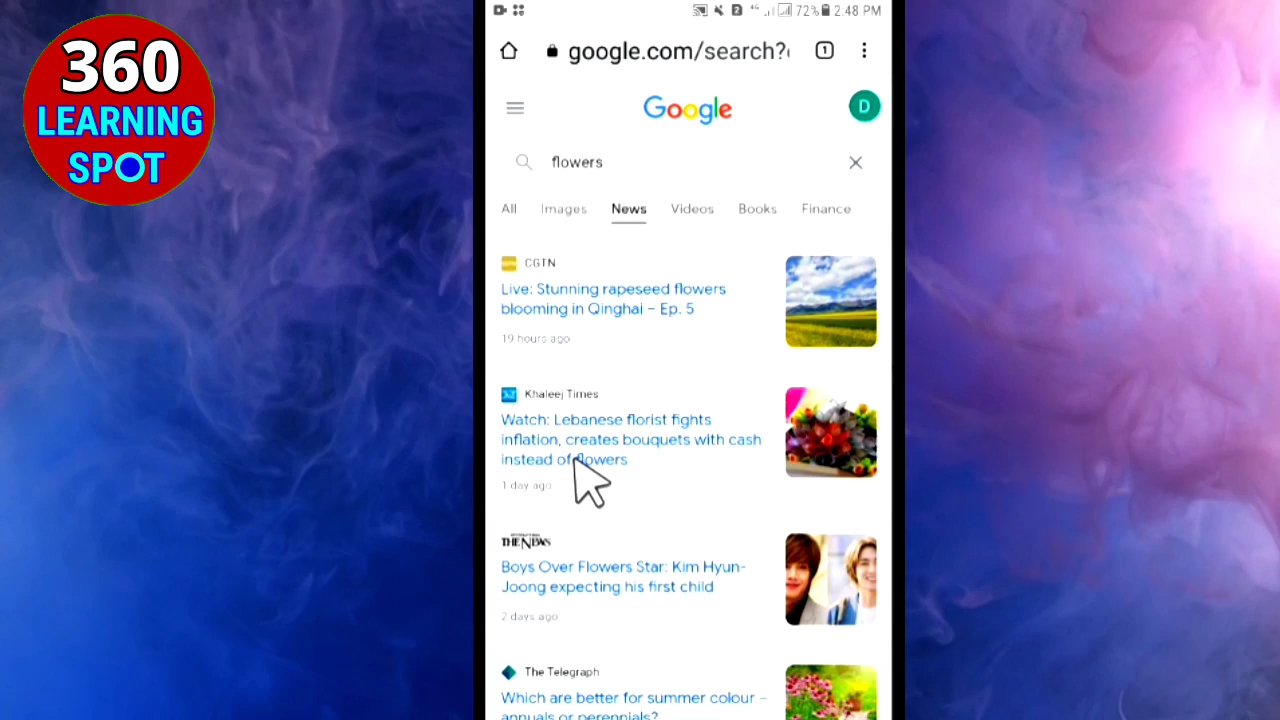 360
LEARNING
SPOT
4G
72%
2:48 PM
google.com/search?
1
Google
D
flowers
All Images News Videos Books Finance
CGTN
Live: Stunning rapeseed flowers
blooming in Qinghai – Ep. 5
19 hours ago
Khaleej Times
Watch: Lebanese florist fights
inflation, creates bouquets with cash
instead of flowers
1 day ago
THE NEWS
Boys Over Flowers Star: Kim Hyun-
Joong expecting his first child
2 days ago
The Telegraph
Which are better for summer colour –
annuals or perennials?